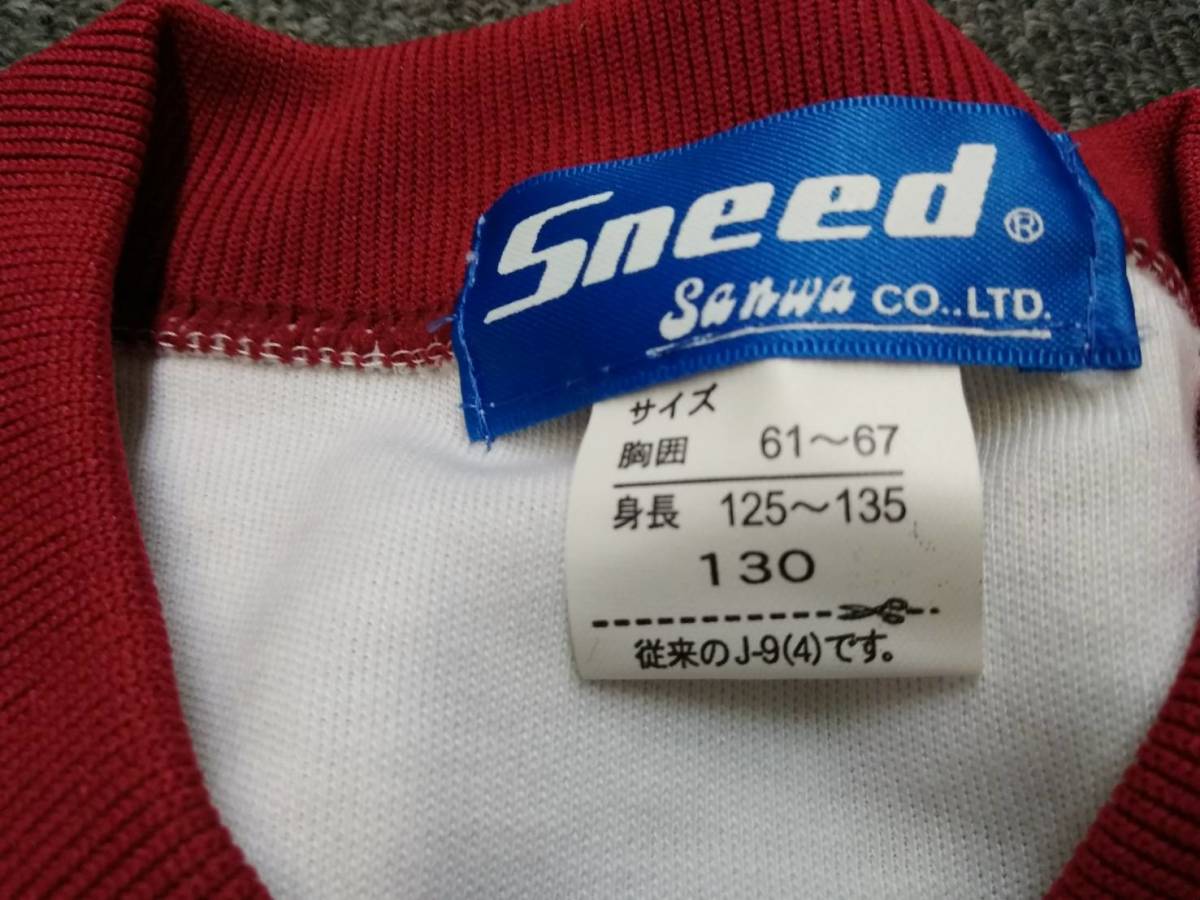 Sneed ®
Sanwa CO.,LTD.
サイズ
胸囲 61～67
身長 125～135
130
従来のJ-9(4)です。